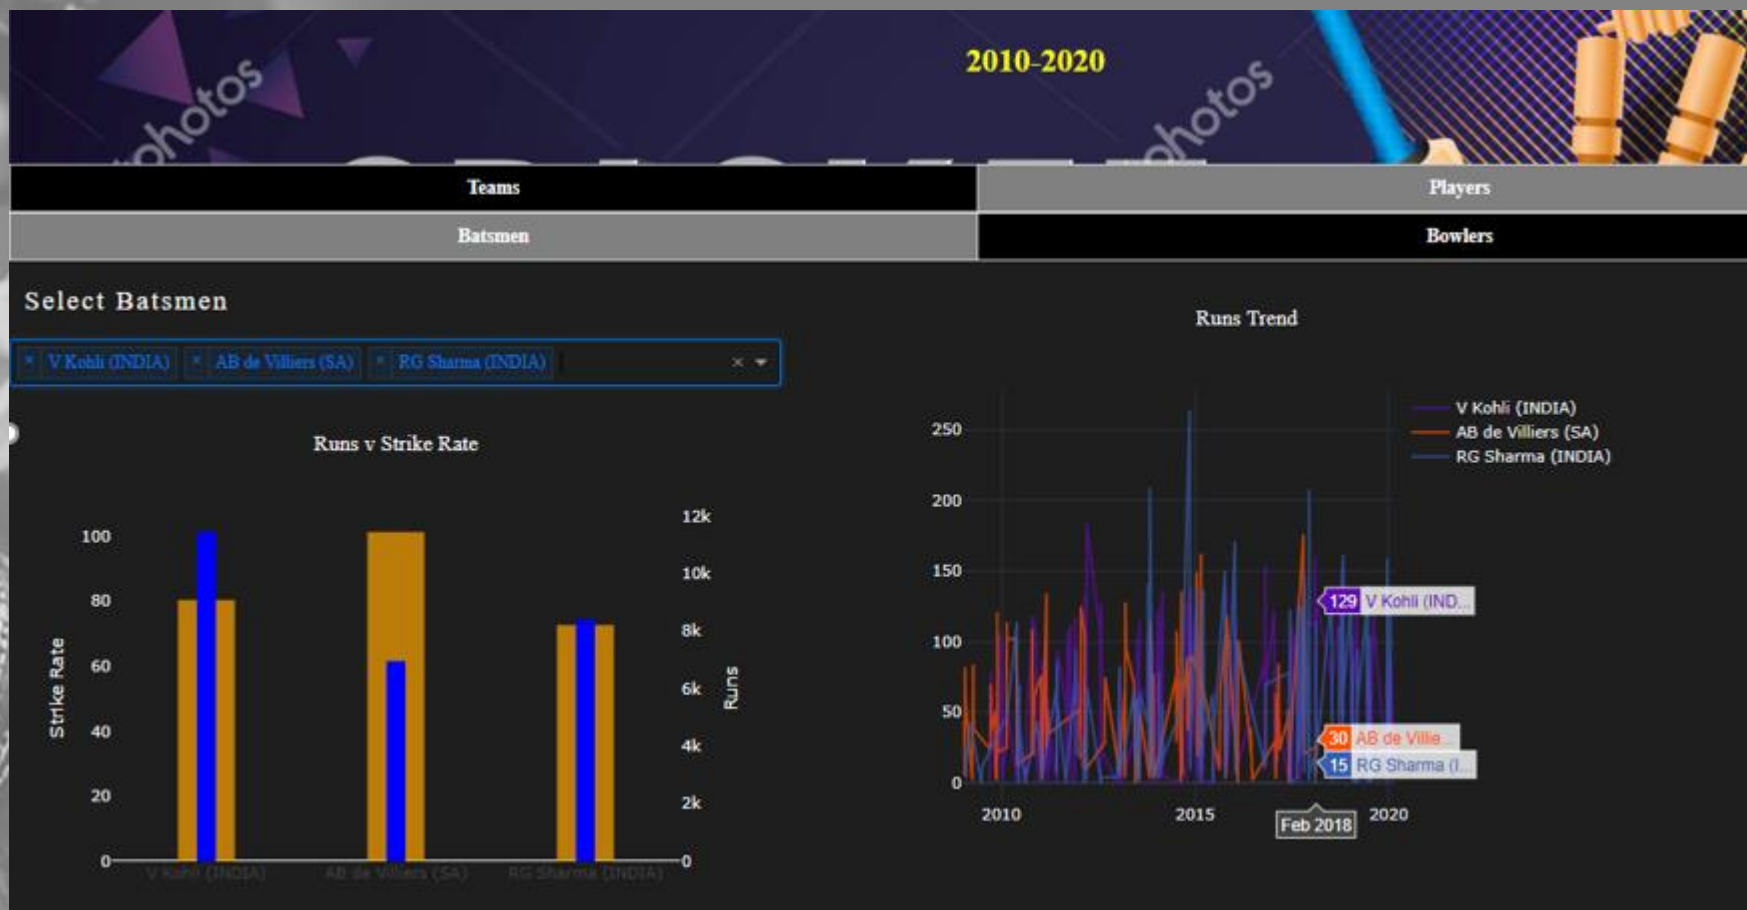 2010-2020
photos
photos
Teams
Players
Batsmen
Bowlers
Select Batsmen
× V Kohli (INDIA) × AB de Villiers (SA) × RG Sharma (INDIA)
Runs v Strike Rate
Strike Rate
100
80
60
40
20
0
12k
10k
8k
6k
4k
2k
0
Runs
V Kohli (INDIA)
AB de Villiers (SA)
RG Sharma (INDIA)
Runs Trend
250
200
150
100
50
0
2010
2015
2020
Feb 2018
V Kohli (INDIA)
AB de Villiers (SA)
RG Sharma (INDIA)
129 V Kohli (IND...
30 AB de Villie...
15 RG Sharma (I...